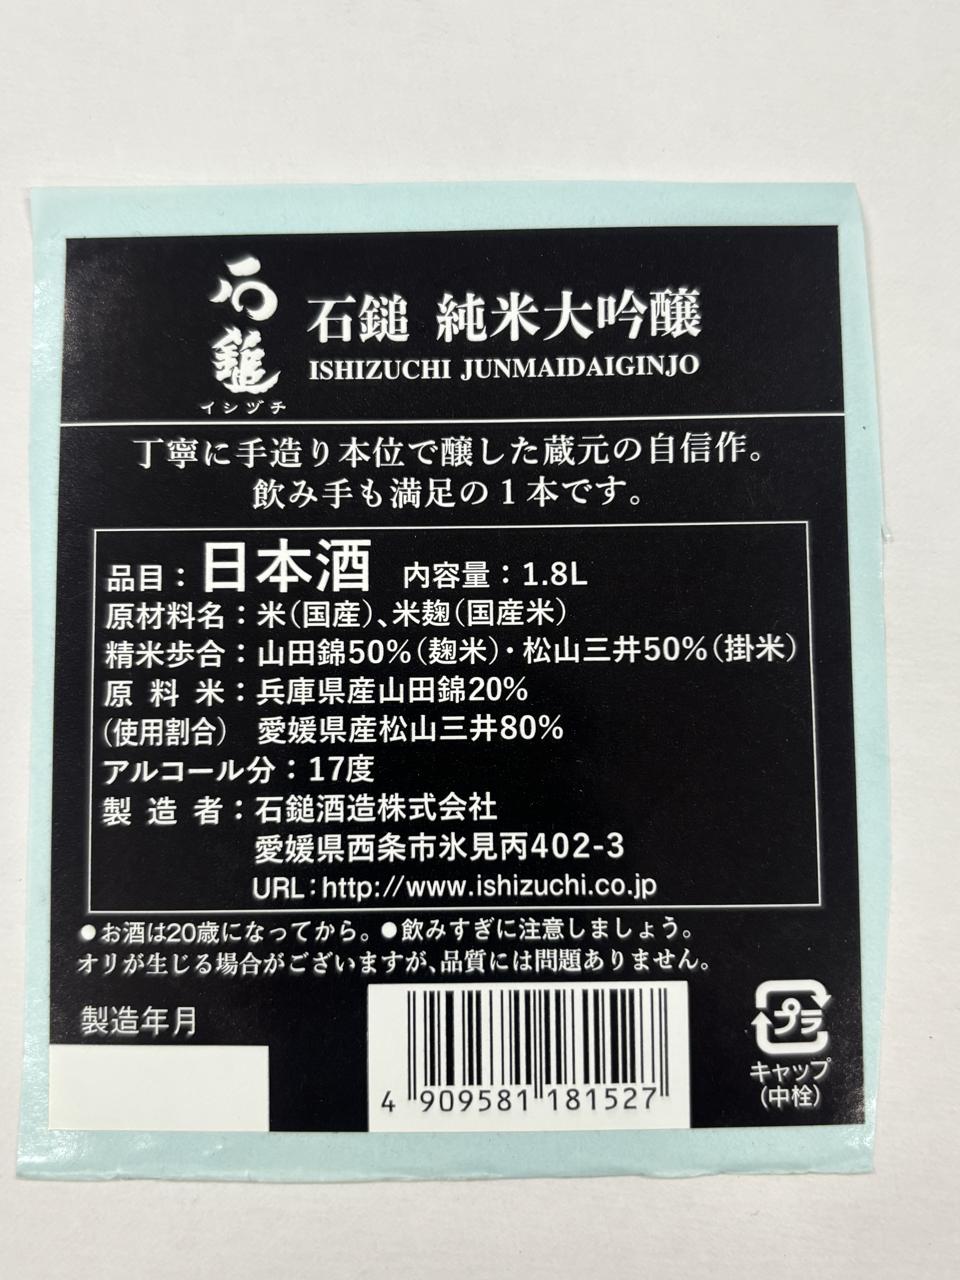 石鎚
イシヅチ
石鎚 純米大吟醸
ISHIZUCHI JUNMAIDAIGINJO
丁寧に手造り本位で醸した蔵元の自信作。
飲み手も満足の1本です。
品目：日本酒 内容量：1.8L
原材料名：米（国産）、米麹（国産米）
精米歩合：山田錦50%（麹米）・松山三井50%（掛米）
原料米：兵庫県産山田錦20%
（使用割合） 愛媛県産松山三井80%
アルコール分：17度
製造者：石鎚酒造株式会社
愛媛県西条市氷見丙402-3
URL：http://www.ishizuchi.co.jp
●お酒は20歳になってから。●飲みすぎに注意しましょう。
オリが生じる場合がございますが、品質には問題ありません。
製造年月
4 909581 181527
プラ
キャップ
（中栓）